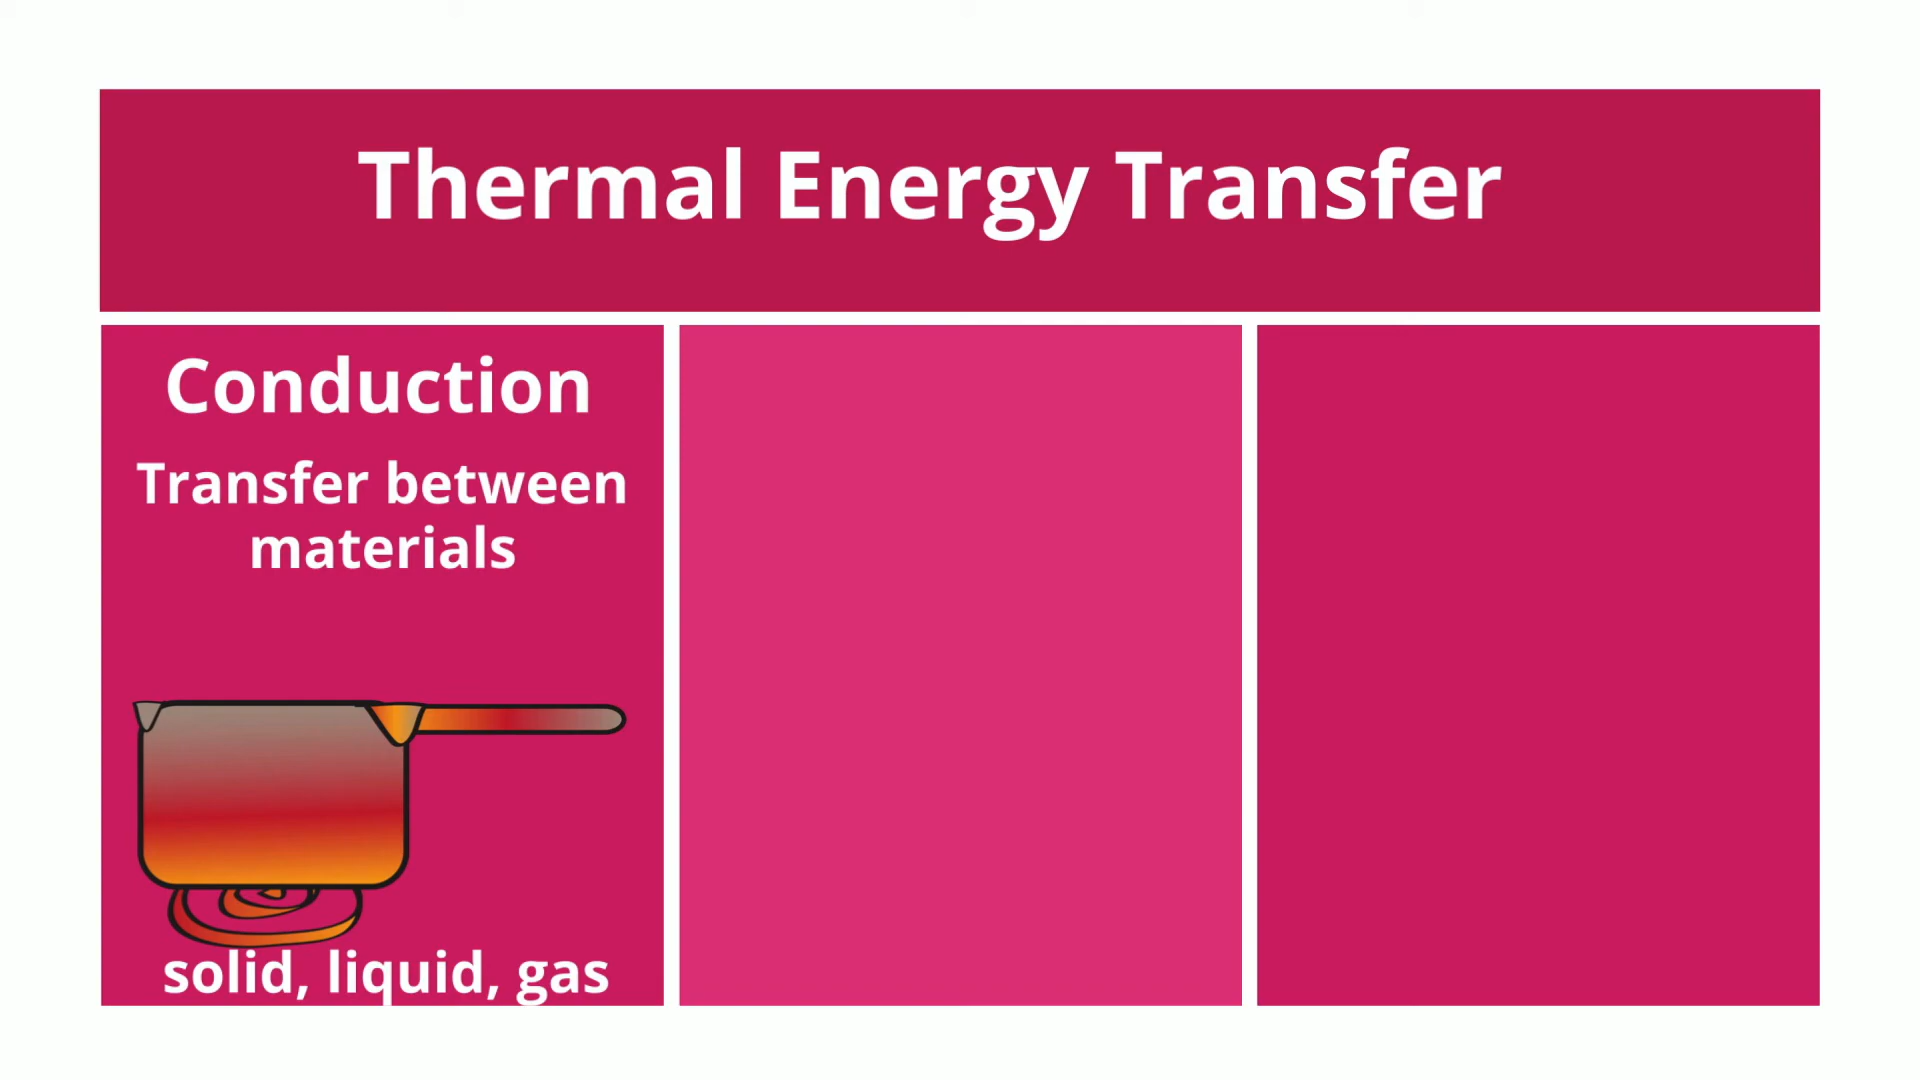 Thermal Energy Transfer
Conduction
Transfer between
materials
solid, liquid, gas